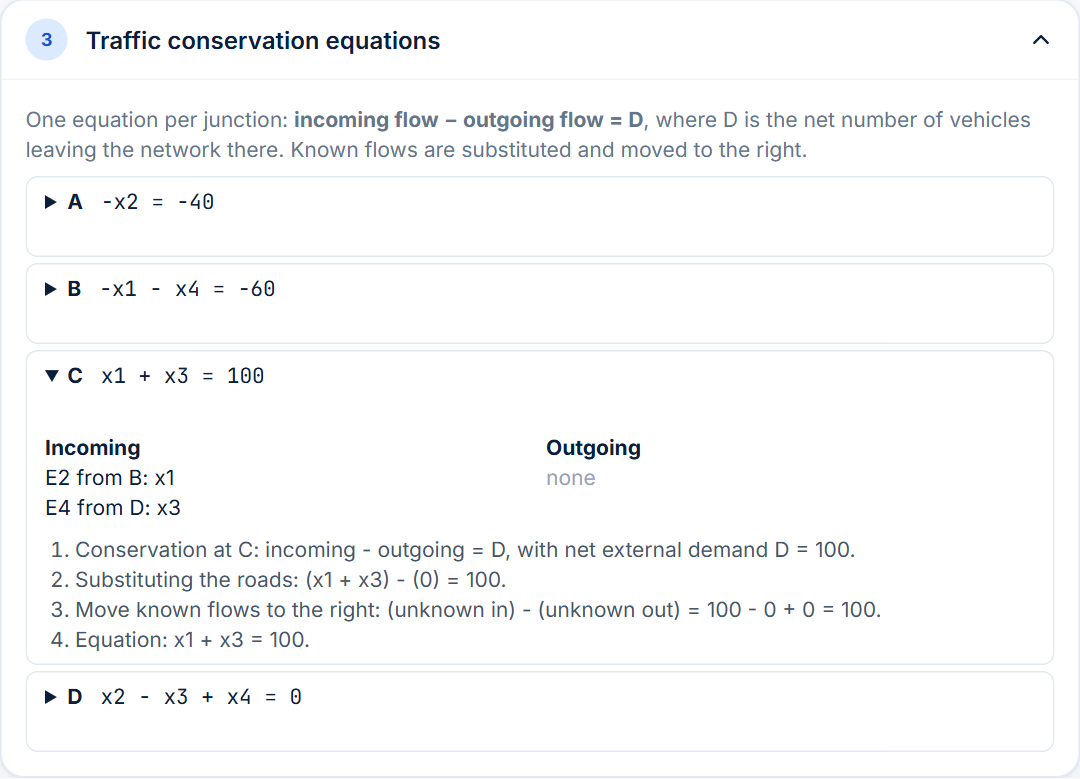 3 Traffic conservation equations
One equation per junction: incoming flow – outgoing flow = D, where D is the net number of vehicles
leaving the network there. Known flows are substituted and moved to the right.
A -x2 = -40
B -x1 - x4 = -60
C x1 + x3 = 100
Incoming Outgoing
E2 from B: x1 none
E4 from D: x3
1. Conservation at C: incoming - outgoing = D, with net external demand D = 100.
2. Substituting the roads: (x1 + x3) - (0) = 100.
3. Move known flows to the right: (unknown in) - (unknown out) = 100 - 0 + 0 = 100.
4. Equation: x1 + x3 = 100.
D x2 - x3 + x4 = 0